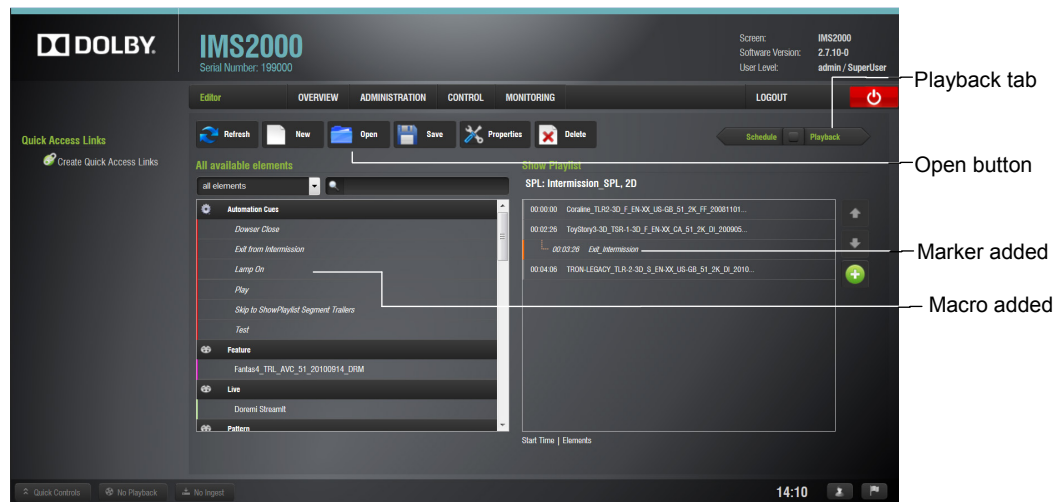 DOLBY.
IMS2000
Serial Number: 199000
Screen: IMS2000
Software Version: 2.7.10-0
User Level: admin / SuperUser
Editor OVERVIEW ADMINISTRATION CONTROL MONITORING LOGOUT
Playback tab
Quick Access Links
Create Quick Access Links
Refresh New Open Save Properties Delete
Schedule Playback
Open button
All available elements
all elements
Show Playlist
SPL: Intermission_SPL, 2D
Automation Cues
Dowser Close
Exit from Intermission
Lamp On
Play
Skip to ShowPlaylist Segment Trailers
Test
Feature
Fantas4_TRL_AVC_51_20100914_DRM
Live
Doremi StreamIt
Pattern
00:00:00 Coraline_TLR2-3D_F_EN-XX_US-GB_51_2K_FF_20081101...
00:02:26 ToyStory3-3D_TSR-1-3D_F_EN-XX_CA_51_2K_DI_200905...
00:03:26 Exit_Intermission
00:04:06 TRON-LEGACY_TLR-2-3D_S_EN-XX_US-GB_51_2K_DI_2010...
Marker added
Macro added
Start Time | Elements
Quick Controls No Playback No Ingest 14:10